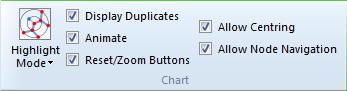 Highlight
Mode
Display Duplicates
Animate
Reset/Zoom Buttons
Allow Centring
Allow Node Navigation
Chart